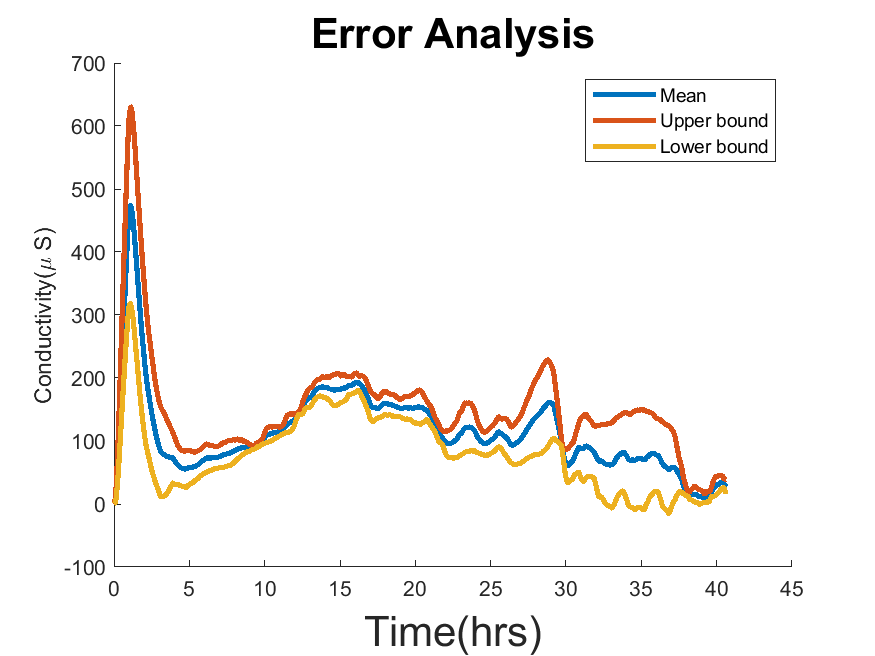 Error Analysis
700
600
500
400
300
200
100
0
-100
Conductivity(μ S)
Mean
Upper bound
Lower bound
0 5 10 15 20 25 30 35 40 45
Time(hrs)